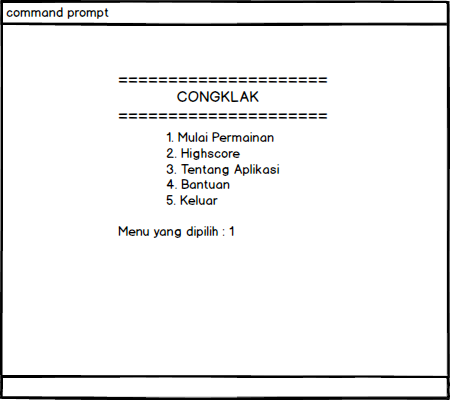 command prompt
=====================
CONGKLAK
=====================
1. Mulai Permainan
2. Highscore
3. Tentang Aplikasi
4. Bantuan
5. Keluar
Menu yang dipilih : 1